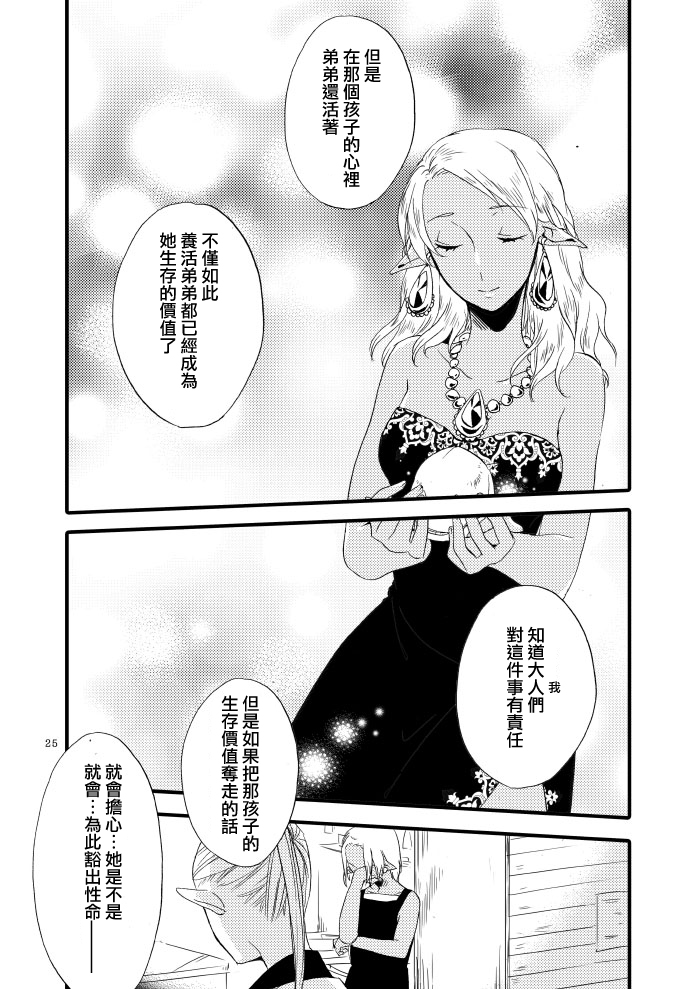 但是
在那個孩子的心裡
弟弟還活著
不僅如此
養活弟弟都已經成為
她生存的價值了
我
知道大人們
對這件事有責任
但是如果把那孩子的
生存價值奪走的話
就會擔心…她是不是
就會…為此豁出性命——
25